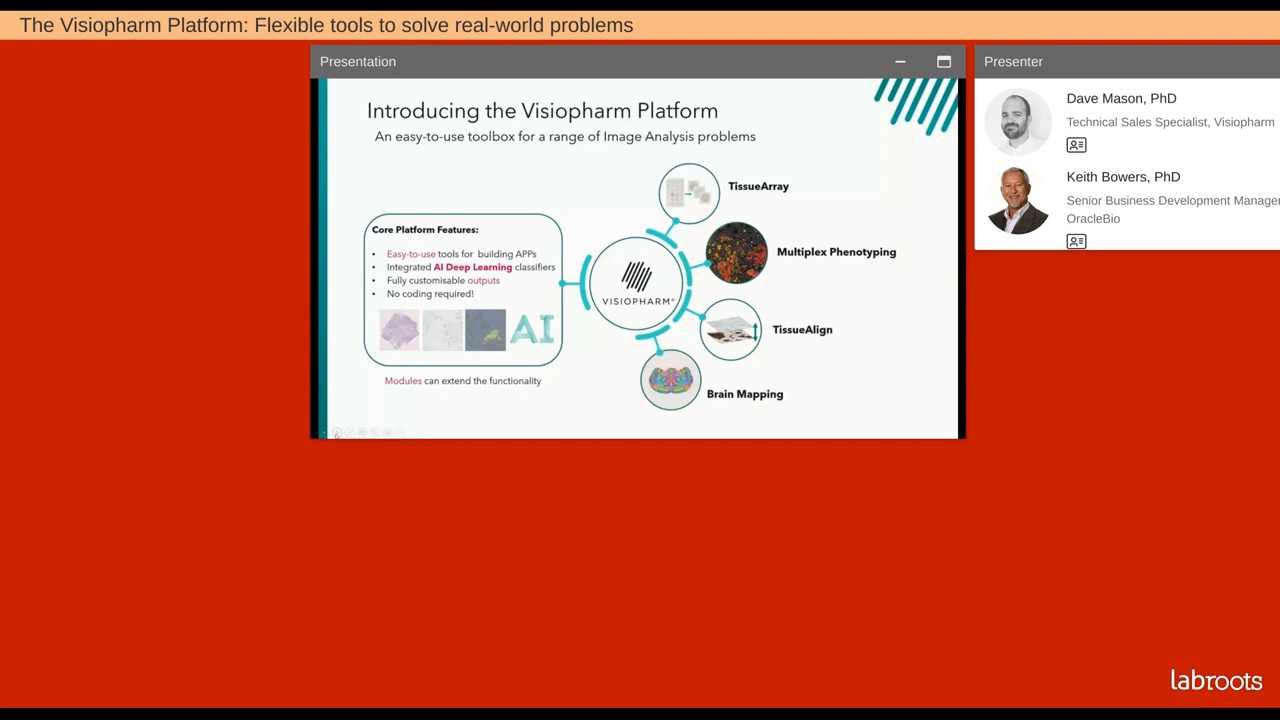 The Visiopharm Platform: Flexible tools to solve real-world problems
Presentation
Presenter
Introducing the Visiopharm Platform
An easy-to-use toolbox for a range of Image Analysis problems
Core Platform Features:
• Easy-to-use tools for building APPs
• Integrated AI Deep Learning classifiers
• Fully customisable outputs
• No coding required!
AI
Modules can extend the functionality
VISIOPHARM®
TissueArray
Multiplex Phenotyping
TissueAlign
Brain Mapping
Dave Mason, PhD
Technical Sales Specialist, Visiopharm
Keith Bowers, PhD
Senior Business Development Manager
OracleBio
labroots